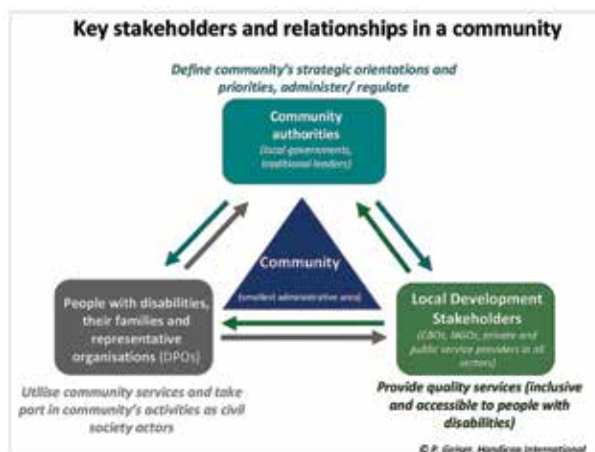 Key stakeholders and relationships in a community
Define community's strategic orientations and
priorities, administer/ regulate
Community
authorities
(local governments,
traditional leaders)
Community
(smallest administrative area)
People with disabilities,
their families and
representative
organisations (DPOs)
Local Development
Stakeholders
(CBOs, NGOs, private and
public service providers in all
sectors)
Utilise community services and take
part in community's activities as civil
society actors
Provide quality services (inclusive
and accessible to people with
disabilities)
© P. Geiser, Handicap International